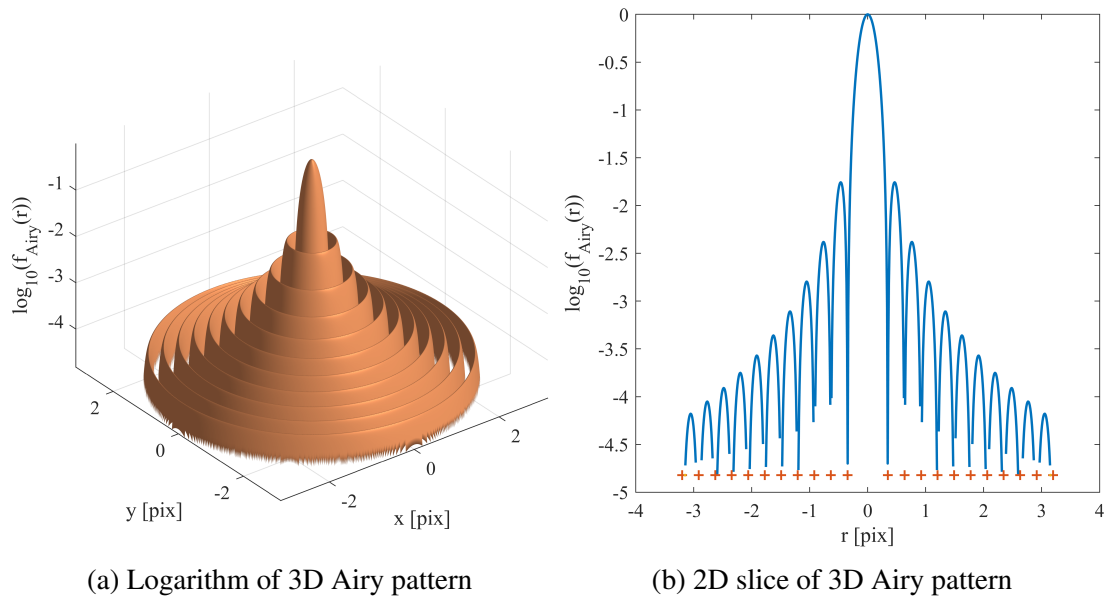 -1
-2
-3
-4
log10(fAiry(r))
2
0
-2
y [pix]
-2
0
2
x [pix]
(a) Logarithm of 3D Airy pattern
0
-0.5
-1
-1.5
-2
-2.5
-3
-3.5
-4
-4.5
-5
log10(fAiry(r))
-4 -3 -2 -1 0 1 2 3 4
r [pix]
(b) 2D slice of 3D Airy pattern